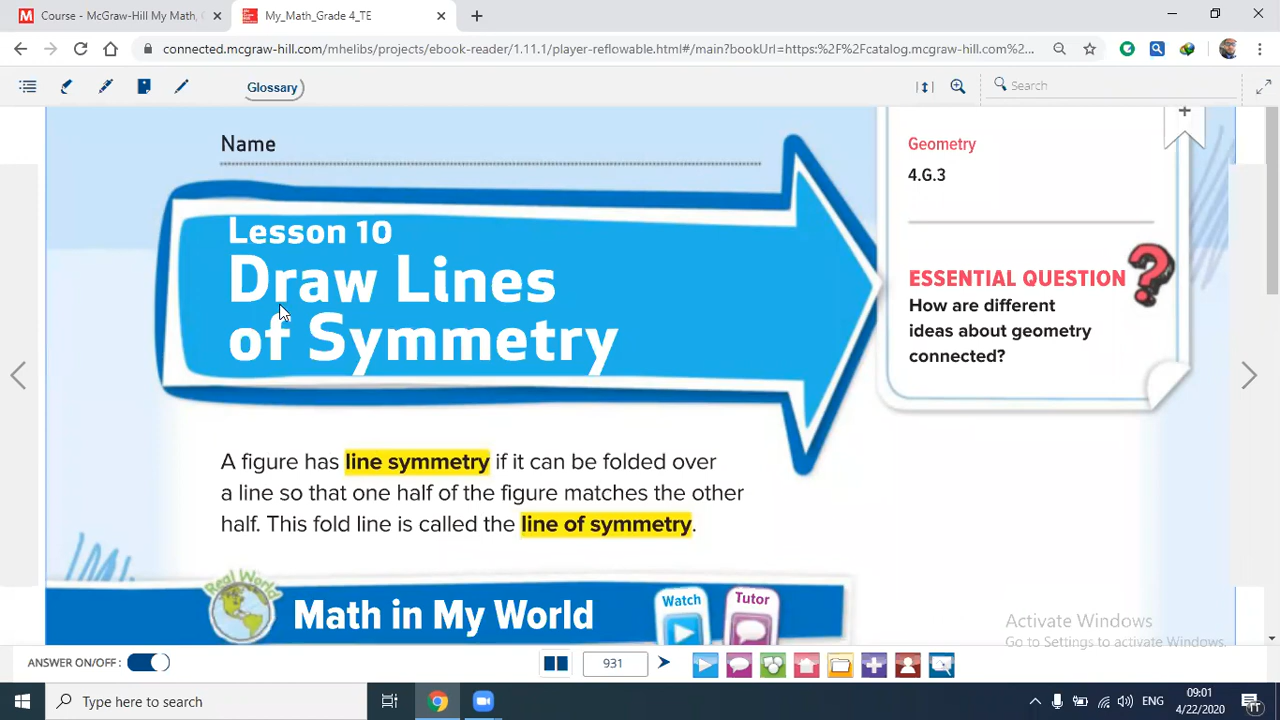 Course - McGraw-Hill My Math,
My_Math_Grade 4_TE
connected.mcgraw-hill.com/mhelibs/projects/ebook-reader/1.11.1/player-reflowable.html#/main?bookUrl=https:%2F%2Fcatalog.mcgraw-hill.com%2...
Glossary
Search
Name
Lesson 10
Draw Lines
of Symmetry
Geometry
4.G.3
ESSENTIAL QUESTION
How are different
ideas about geometry
connected?
A figure has line symmetry if it can be folded over
a line so that one half of the figure matches the other
half. This fold line is called the line of symmetry.
Real World
Math in My World
Watch
Tutor
Activate Windows
Go to Settings to activate Windows.
ANSWER ON/OFF :
931
Type here to search
ENG
09:01
4/22/2020